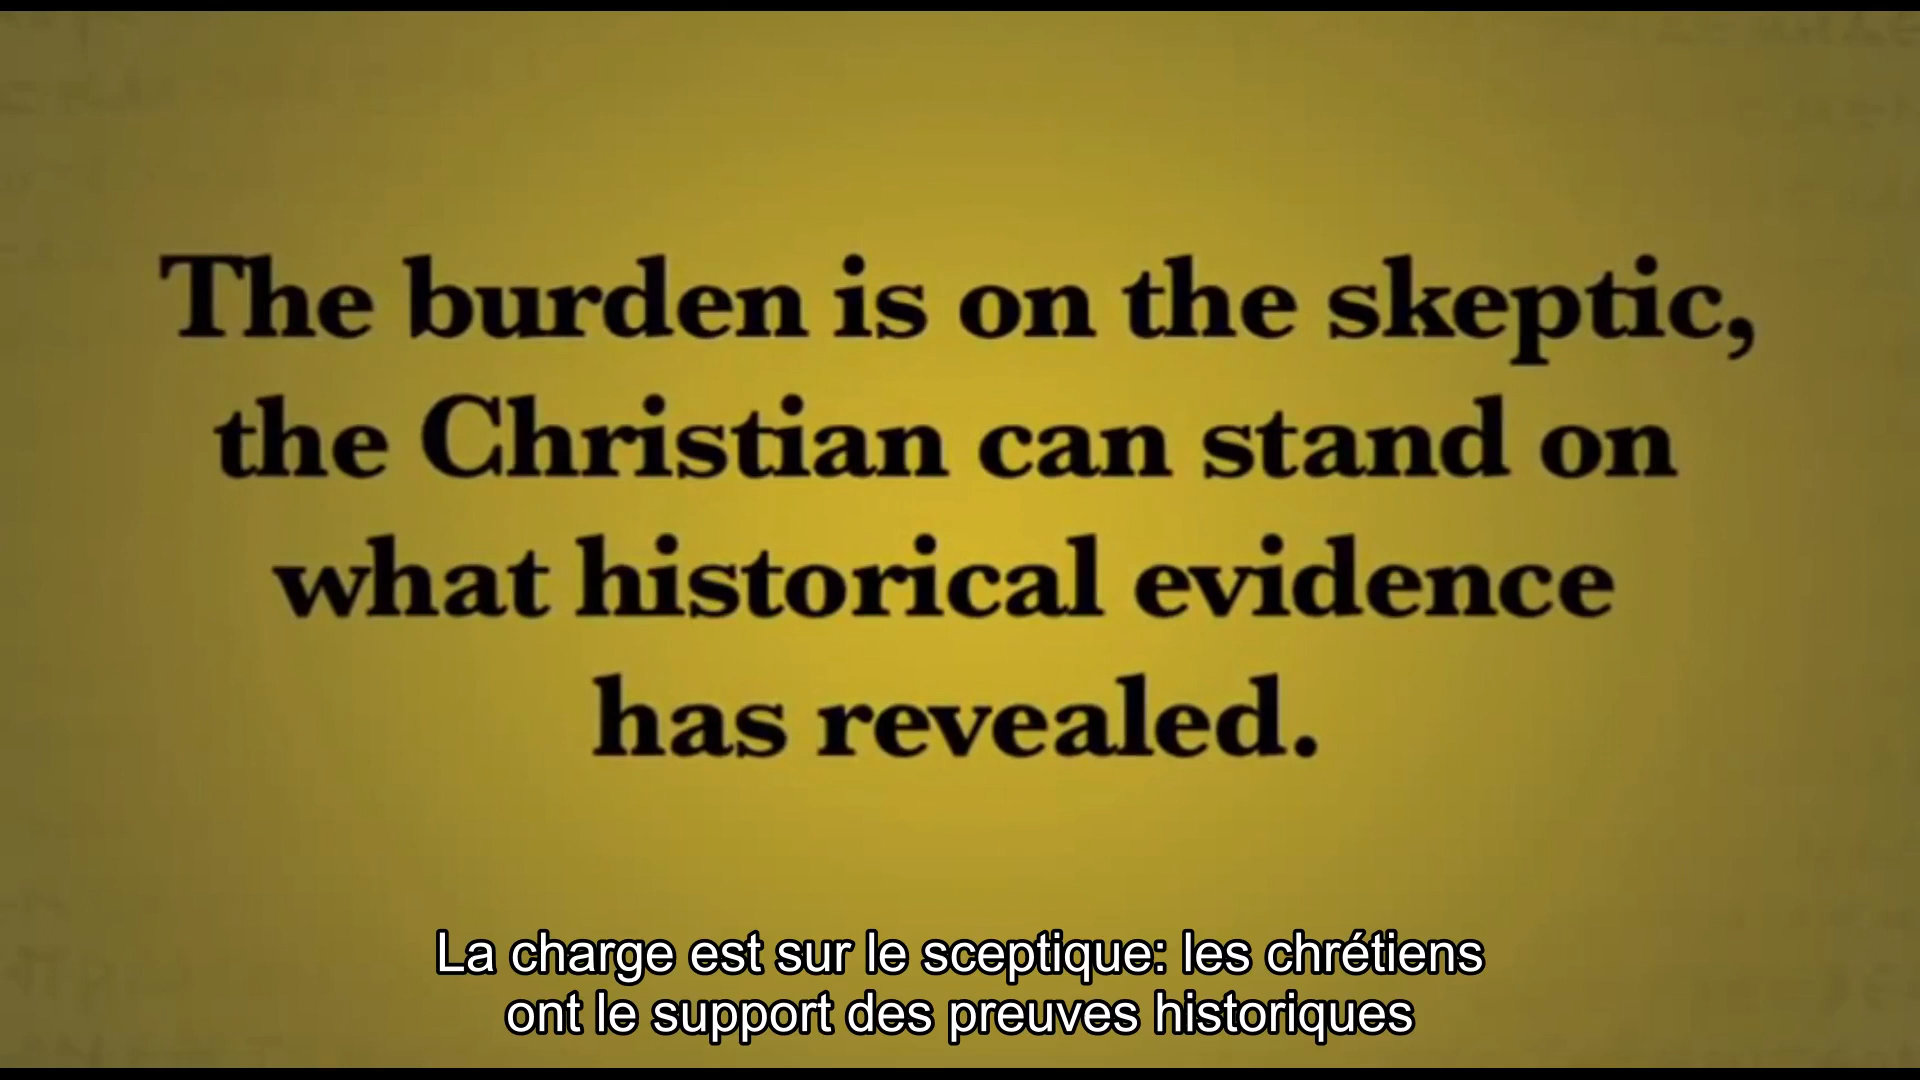 The burden is on the skeptic,
the Christian can stand on
what historical evidence
has revealed.
La charge est sur le sceptique: les chrétiens
ont le support des preuves historiques